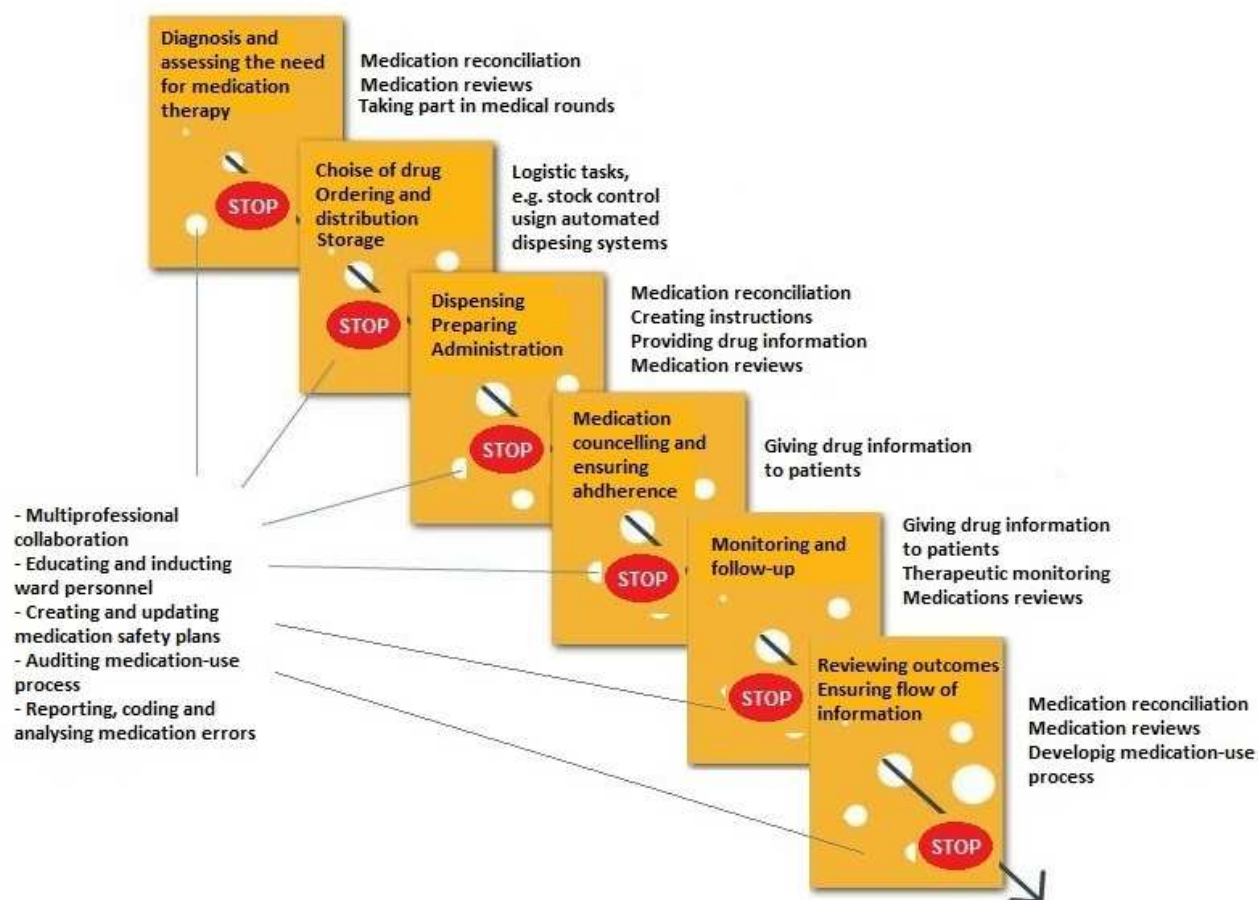 Diagnosis and
assessing the need
for medication
therapy
STOP
Medication reconciliation
Medication reviews
Taking part in medical rounds
Choise of drug
Ordering and
distribution
Storage
STOP
Logistic tasks,
e.g. stock control
usign automated
dispesing systems
Dispensing
Preparing
Administration
STOP
Medication reconciliation
Creating instructions
Providing drug information
Medication reviews
Medication
councelling and
ensuring
ahdherence
STOP
Giving drug information
to patients
Monitoring and
follow-up
STOP
Giving drug information
to patients
Therapeutic monitoring
Medications reviews
Reviewing outcomes
Ensuring flow of
information
STOP
Medication reconciliation
Medication reviews
Developig medication-use
process
- Multiprofessional
collaboration
- Educating and inducting
ward personnel
- Creating and updating
medication safety plans
- Auditing medication-use
process
- Reporting, coding and
analysing medication errors